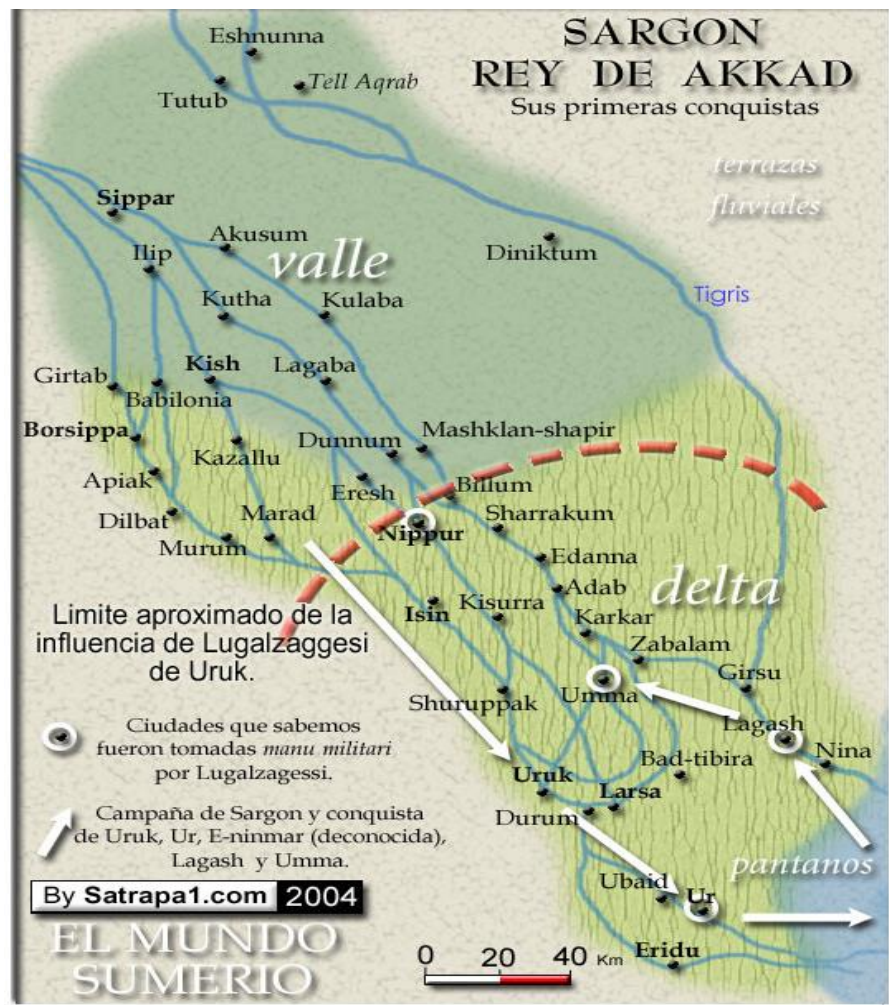 SARGON
REY DE AKKAD
Sus primeras conquistas
Eshnunna
Tutub
Tell Aqrab
terrazas
fluviales
Sippar
Akusum
Ilip
valle
Diniktum
Kutha
Kulaba
Tigris
Kish
Lagaba
Girtab
Babilonia
Borsippa
Dunnum
Mashklan-shapir
Kazallu
Apiak
Eresh
Billum
Dilbat
Marad
Sharrakum
Murum
Nippur
Edanna
Adab
delta
Limite aproximado de la
influencia de Lugalzaggesi
de Uruk.
Isin
Kisurra
Karkar
Zabalam
Girsu
Shuruppak
Umma
Lagash
Ciudades que sabemos
fueron tomadas manu militari
por Lugalzagessi.
Nina
Bad-tibira
Uruk
Larsa
Durum
Campaña de Sargon y conquista
de Uruk, Ur, E-ninmar (deconocida),
Lagash y Umma.
pantanos
Ubaid
Ur
By Satrapa1.com 2004
EL MUNDO
SUMERIO
0 20 40 Km
Eridu